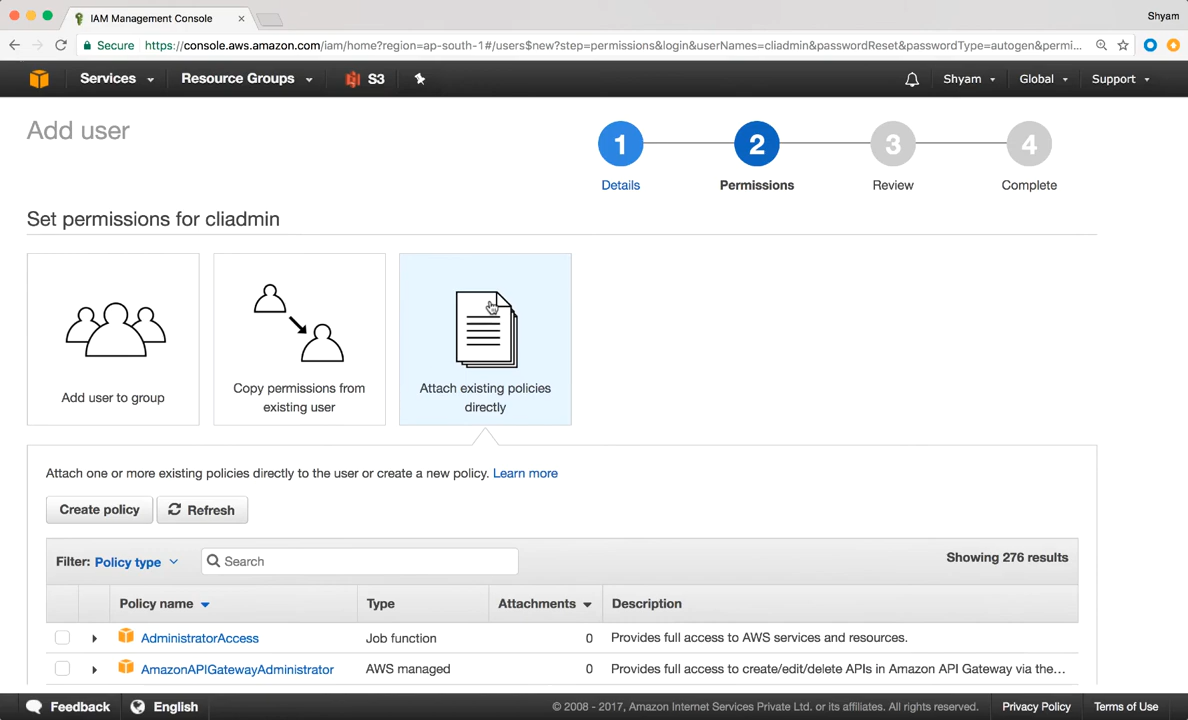 IAM Management Console
Shyam
Secure https://console.aws.amazon.com/iam/home?region=ap-south-1#/users$new?step=permissions&login&userNames=cliadmin&passwordReset&passwordType=autogen&permi...
Services Resource Groups S3 Shyam Global Support
Add user
1 2 3 4
Details Permissions Review Complete
Set permissions for cliadmin
Add user to group
Copy permissions from
existing user
Attach existing policies
directly
Attach one or more existing policies directly to the user or create a new policy. Learn more
Create policy Refresh
Filter: Policy type Search Showing 276 results
Policy name Type Attachments Description
AdministratorAccess Job function 0 Provides full access to AWS services and resources.
AmazonAPIGatewayAdministrator AWS managed 0 Provides full access to create/edit/delete APIs in Amazon API Gateway via the...
Feedback English © 2008 - 2017, Amazon Internet Services Private Ltd. or its affiliates. All rights reserved. Privacy Policy Terms of Use